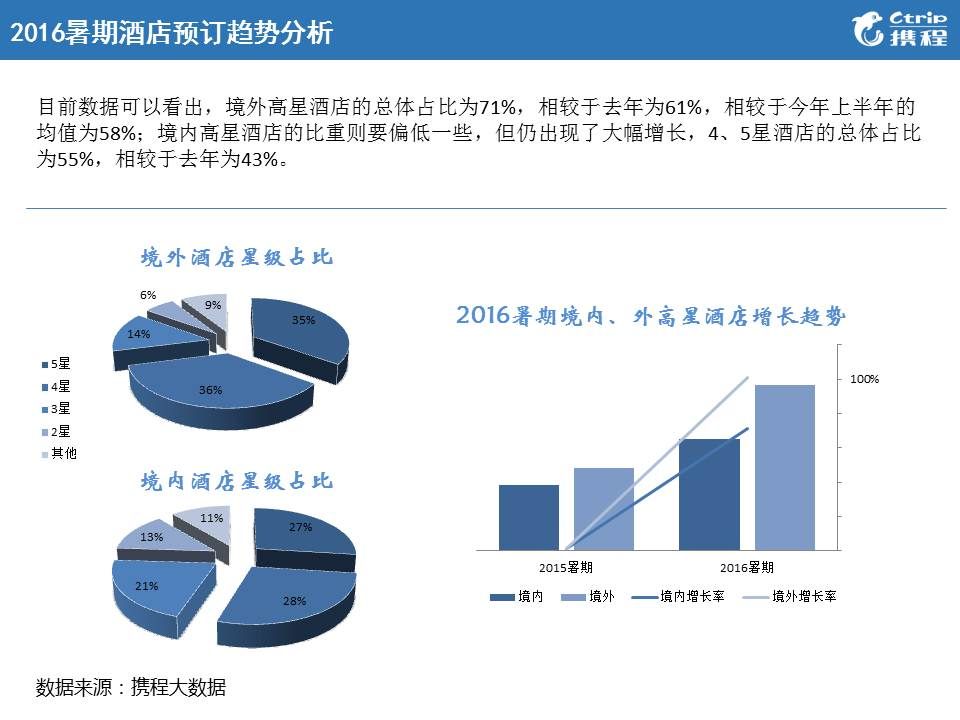 2016暑期酒店预订趋势分析
Ctrip
携程
目前数据可以看出，境外高星酒店的总体占比为71%，相较于去年为61%，相较于今年上半年的
均值为58%；境内高星酒店的比重则要偏低一些，但仍出现了大幅增长，4、5星酒店的总体占比
为55%，相较于去年为43%。
境外酒店星级占比
6%
9%
35%
14%
36%
5星
4星
3星
2星
其他
境内酒店星级占比
11%
27%
13%
21%
28%
2016暑期境内、外高星酒店增长趋势
100%
2015暑期
2016暑期
境内
境外
境内增长率
境外增长率
数据来源：携程大数据